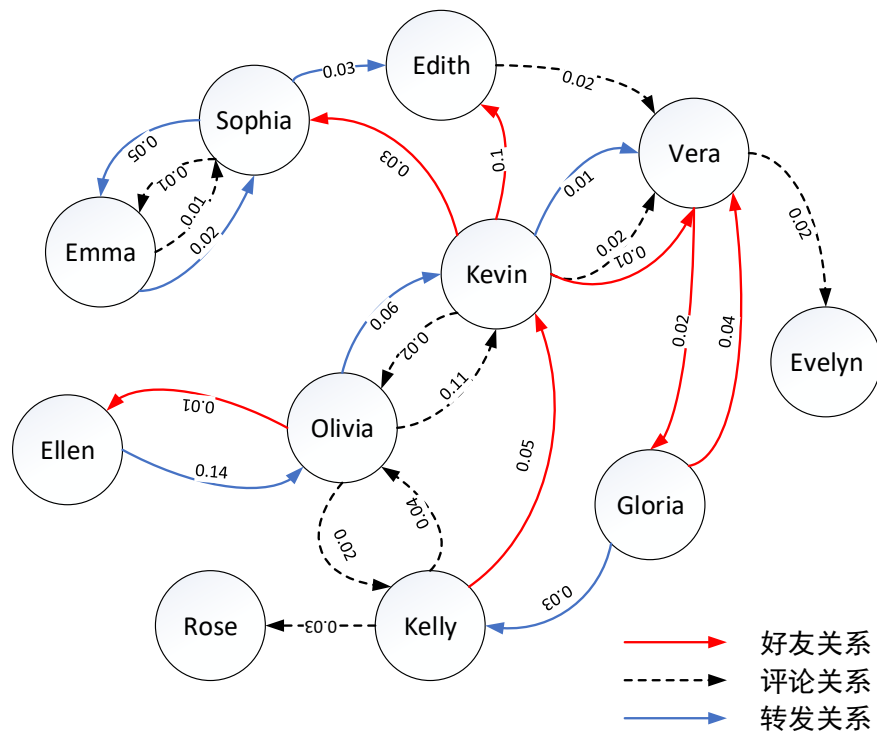 Edith
0.03
0.02
Sophia
Vera
0.05
0.1
0.03
0.01
0.01
0.01
Emma
0.02
0.02
0.01
0.02
Kevin
0.06
0.02
0.02
0.04
Evelyn
0.11
0.01
Olivia
Ellen
0.14
0.05
0.04
Gloria
0.02
0.03
Rose
0.03
Kelly
好友关系
评论关系
转发关系